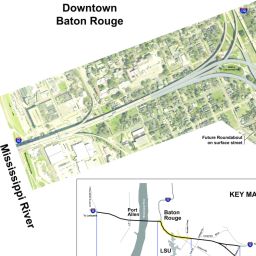 Downtown
Baton Rouge
Mississippi River
Future Roundabout
on surface street
KEY MA
Port
Allen
Baton
Rouge
LSU